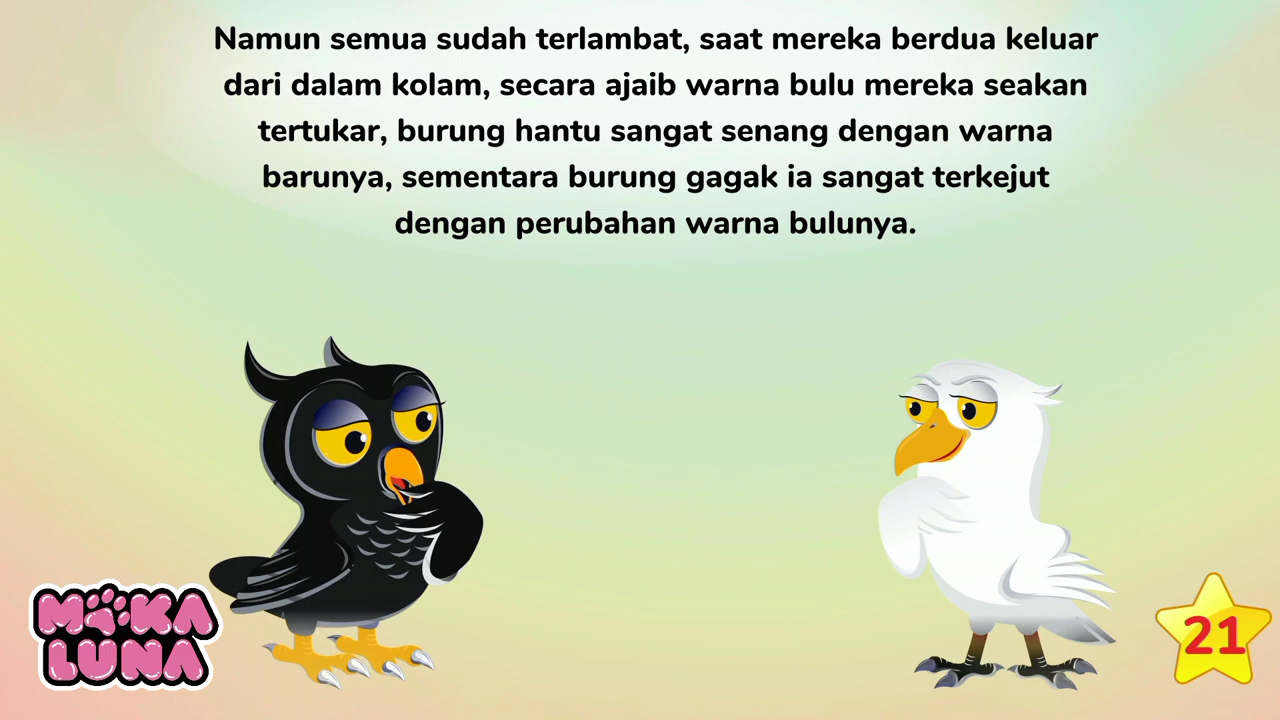 Namun semua sudah terlambat, saat mereka berdua keluar
dari dalam kolam, secara ajaib warna bulu mereka seakan
tertukar, burung hantu sangat senang dengan warna
barunya, sementara burung gagak ia sangat terkejut
dengan perubahan warna bulunya.
MOKA
LUNA
21